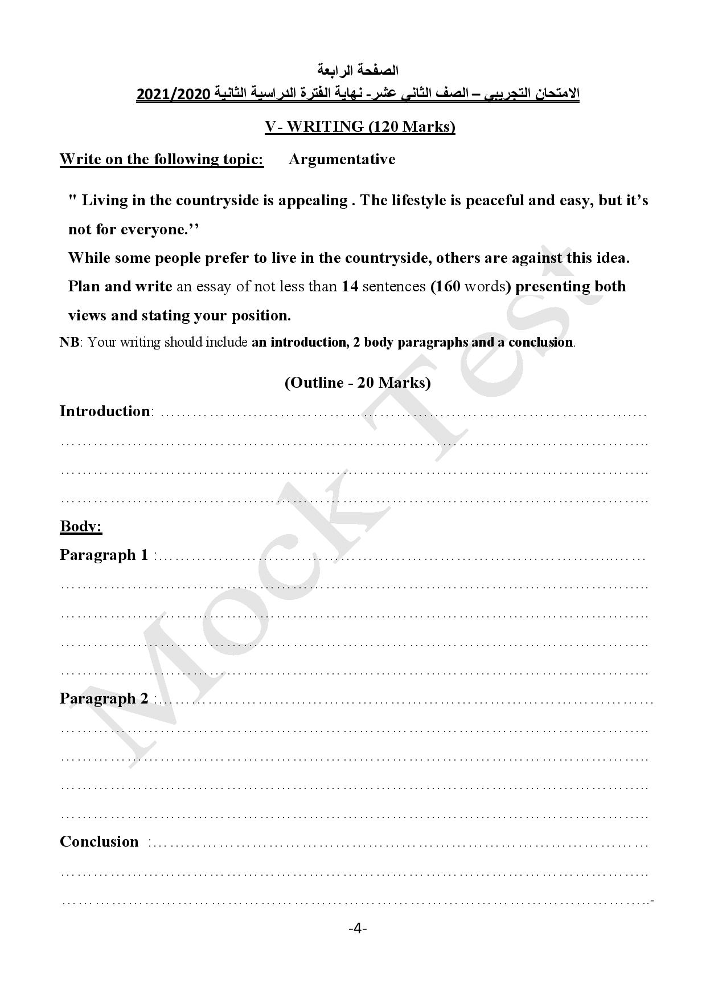 الصفحة الرابعة
الامتحان التجريبي – الصف الثاني عشر- نهاية الفترة الدراسية الثانية 2021/2020
V- WRITING (120 Marks)
Write on the following topic: Argumentative
" Living in the countryside is appealing . The lifestyle is peaceful and easy, but it’s
not for everyone.’’
While some people prefer to live in the countryside, others are against this idea.
Plan and write an essay of not less than 14 sentences (160 words) presenting both
views and stating your position.
NB: Your writing should include an introduction, 2 body paragraphs and a conclusion.
(Outline - 20 Marks)
Introduction: ……………………………………………………………………………
……………………………………………………………………………………………..
……………………………………………………………………………………………..
……………………………………………………………………………………………..
Body:
Paragraph 1 :……………………………………………………………………………
……………………………………………………………………………………………..
……………………………………………………………………………………………..
……………………………………………………………………………………………..
……………………………………………………………………………………………..
Paragraph 2 :……………………………………………………………………………
……………………………………………………………………………………………..
……………………………………………………………………………………………..
……………………………………………………………………………………………..
……………………………………………………………………………………………..
Conclusion :……………………………………………………………………………
……………………………………………………………………………………………..
……………………………………………………………………………………………..-
-4-
Mock Test